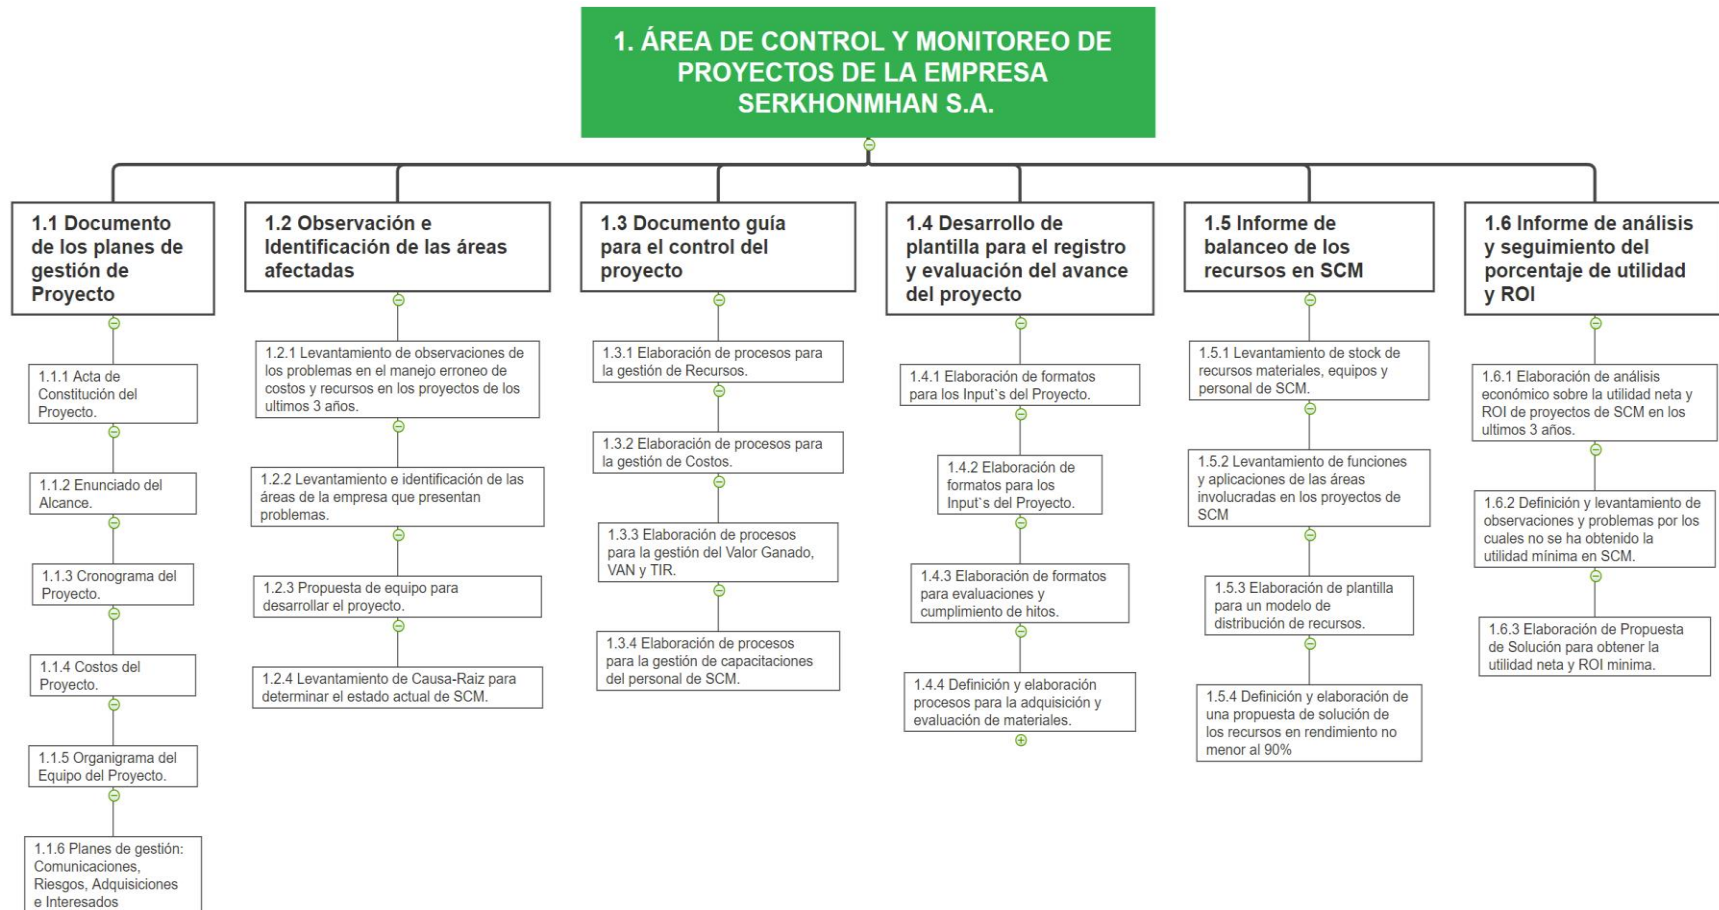 1. ÁREA DE CONTROL Y MONITOREO DE
PROYECTOS DE LA EMPRESA
SERKHONMHAN S.A.
1.1 Documento
de los planes de
gestión de
Proyecto
1.1.1 Acta de
Constitución del
Proyecto.
1.1.2 Enunciado del
Alcance.
1.1.3 Cronograma del
Proyecto.
1.1.4 Costos del
Proyecto.
1.1.5 Organigrama del
Equipo del Proyecto.
1.1.6 Planes de gestión:
Comunicaciones,
Riesgos, Adquisiciones
e Interesados
1.2 Observación e
Identificación de las áreas
afectadas
1.2.1 Levantamiento de observaciones de
los problemas en el manejo erroneo de
costos y recursos en los proyectos de los
ultimos 3 años.
1.2.2 Levantamiento e identificación de las
áreas de la empresa que presentan
problemas.
1.2.3 Propuesta de equipo para
desarrollar el proyecto.
1.2.4 Levantamiento de Causa-Raiz para
determinar el estado actual de SCM.
1.3 Documento guía
para el control del
proyecto
1.3.1 Elaboración de procesos para
la gestión de Recursos.
1.3.2 Elaboración de procesos para
la gestión de Costos.
1.3.3 Elaboración de procesos
para la gestión del Valor Ganado,
VAN y TIR.
1.3.4 Elaboración de procesos
para la gestión de capacitaciones
del personal de SCM.
1.4 Desarrollo de
plantilla para el registro
y evaluación del avance
del proyecto
1.4.1 Elaboración de formatos
para los Input`s del Proyecto.
1.4.2 Elaboración de
formatos para los
Input`s del Proyecto.
1.4.3 Elaboración de formatos
para evaluaciones y
cumplimiento de hitos.
1.4.4 Definición y elaboración
procesos para la adquisición y
evaluación de materiales.
1.5 Informe de
balanceo de los
recursos en SCM
1.5.1 Levantamiento de stock de
recursos materiales, equipos y
personal de SCM.
1.5.2 Levantamiento de funciones
y aplicaciones de las áreas
involucradas en los proyectos de
SCM
1.5.3 Elaboración de plantilla
para un modelo de
distribución de recursos.
1.5.4 Definición y elaboración de
una propuesta de solución de
los recursos en rendimiento no
menor al 90%
1.6 Informe de análisis
y seguimiento del
porcentaje de utilidad
y ROI
1.6.1 Elaboración de análisis
económico sobre la utilidad neta y
ROI de proyectos de SCM en los
ultimos 3 años.
1.6.2 Definición y levantamiento de
observaciones y problemas por los
cuales no se ha obtenido la
utilidad mínima en SCM.
1.6.3 Elaboración de Propuesta
de Solución para obtener la
utilidad neta y ROI minima.